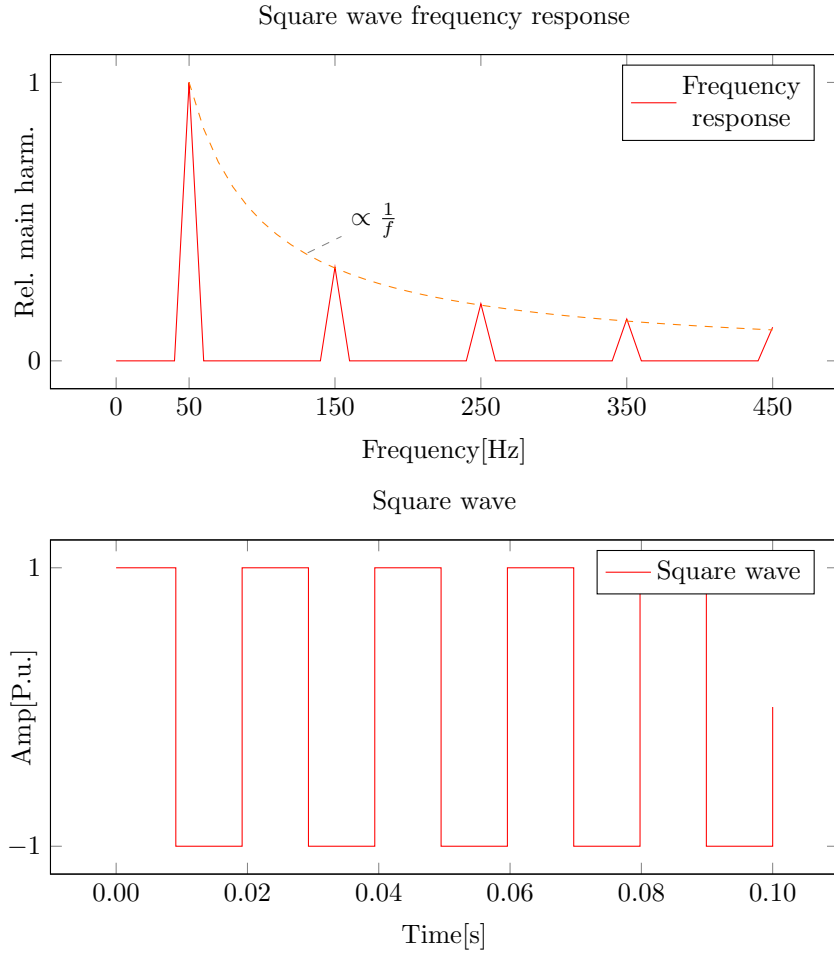 Square wave frequency response
1
0
Rel. main harm.
Frequency
response
∝ 1/f
0 50 150 250 350 450
Frequency[Hz]
Square wave
1
−1
Amp[P.u.]
Square wave
0.00 0.02 0.04 0.06 0.08 0.10
Time[s]